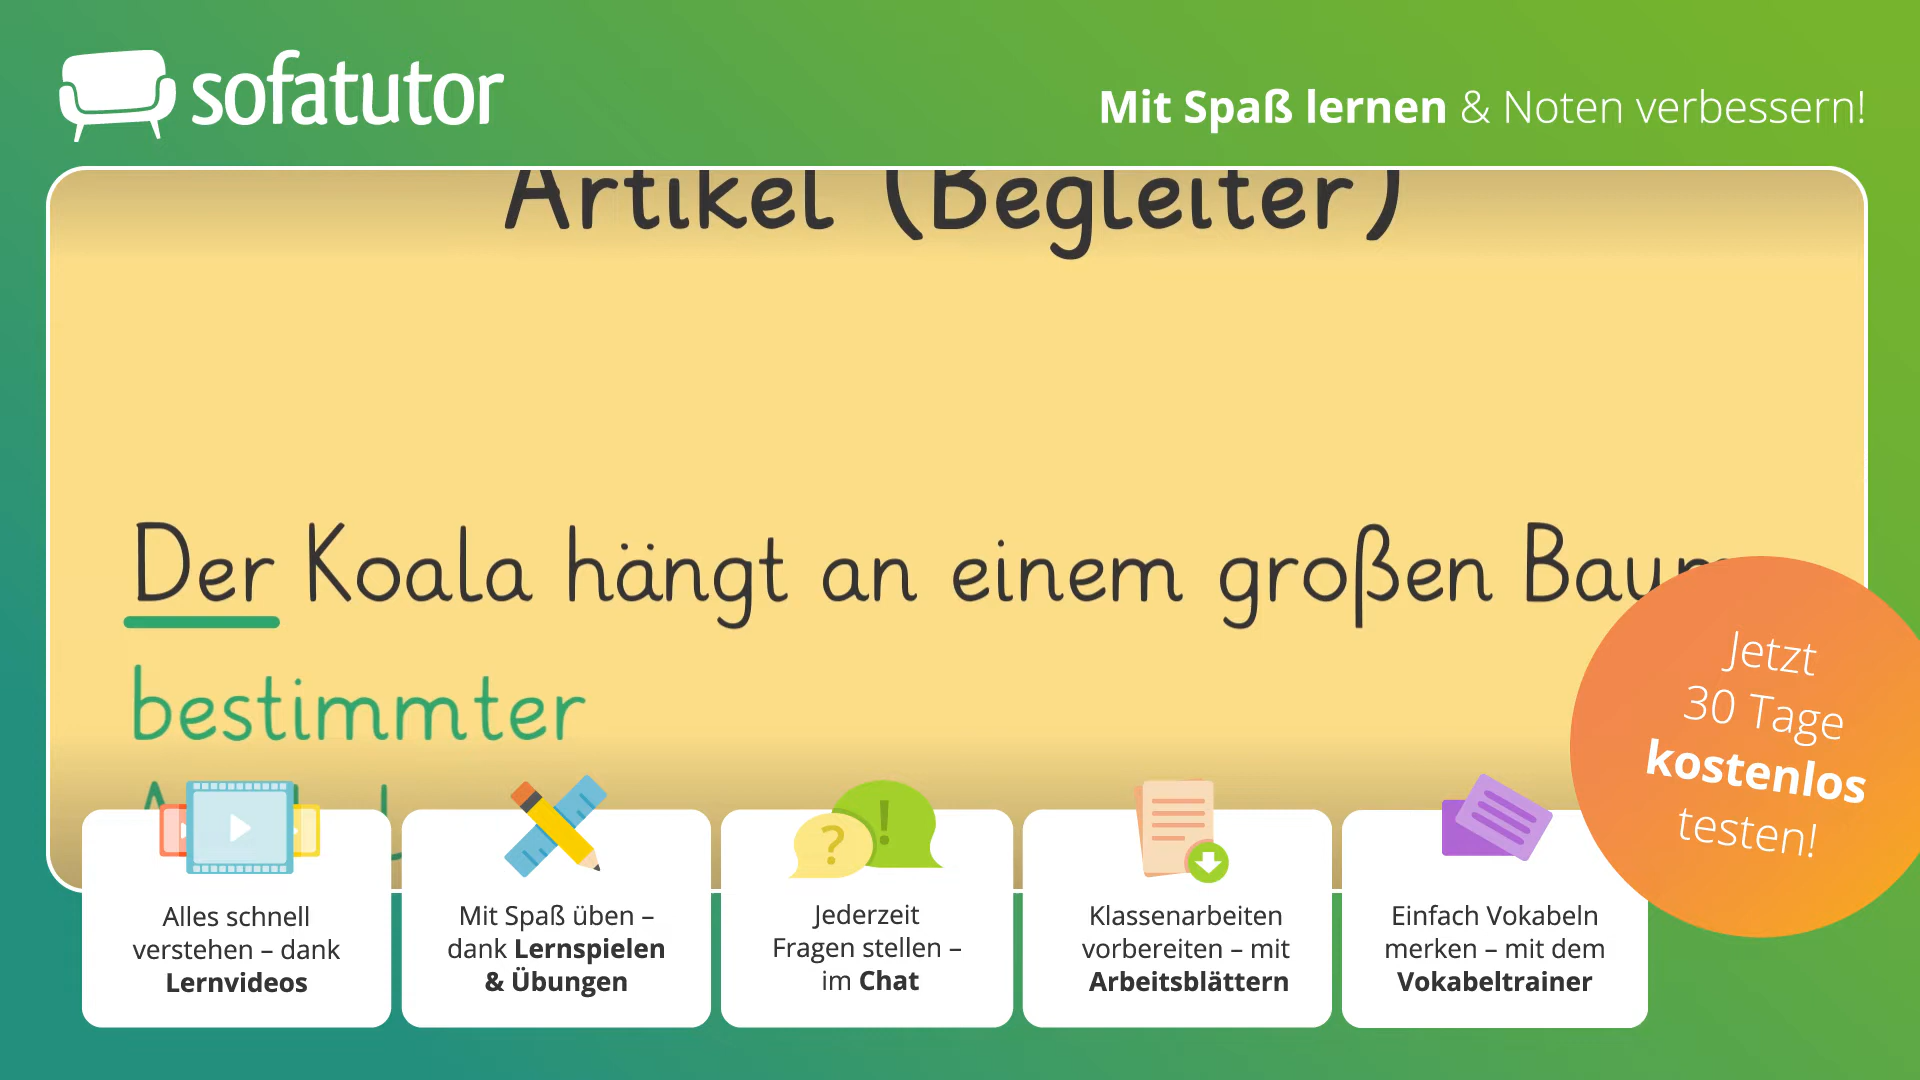 sofatutor
Mit Spaß lernen & Noten verbessern!
Artikel (Begleiter)
Der Koala hängt an einem großen
bestimmter
Jetzt
30 Tage
kostenlos
testen!
?
!
Alles schnell
verstehen – dank
Lernvideos
Mit Spaß üben –
dank Lernspielen
& Übungen
Jederzeit
Fragen stellen –
im Chat
Klassenarbeiten
vorbereiten – mit
Arbeitsblättern
Einfach Vokabeln
merken – mit dem
Vokabeltrainer